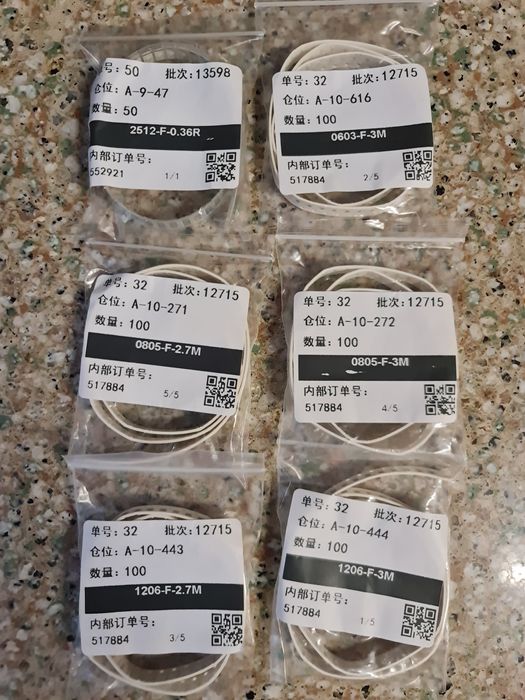 单号: 50 批次: 13598
仓位: A-9-47
数量: 50
2512-F-0.36R
内部订单号:
552921 1/1
单号: 32 批次: 12715
仓位: A-10-616
数量: 100
0603-F-3M
内部订单号:
517884 2/5
单号: 32 批次: 12715
仓位: A-10-271
数量: 100
0805-F-2.7M
内部订单号:
517884 5/5
单号: 32 批次: 12715
仓位: A-10-272
数量: 100
0805-F-3M
内部订单号:
517884 4/5
单号: 32 批次: 12715
仓位: A-10-443
数量: 100
1206-F-2.7M
内部订单号:
517884 3/5
单号: 32 批次: 12715
仓位: A-10-444
数量: 100
1206-F-3M
内部订单号:
517884 1/5